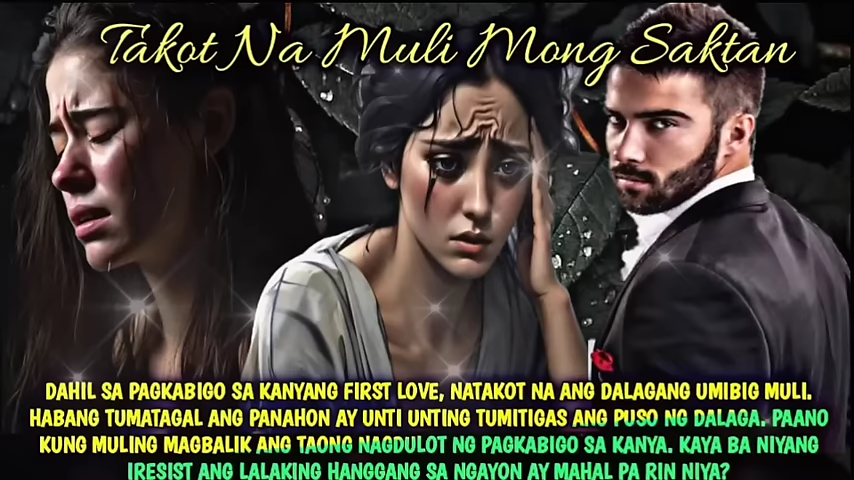 Takot Na Muli Mong Saktan
DAHIL SA PAGKABIGO SA KANYANG FIRST LOVE, NATAKOT NA ANG DALAGANG UMIBIG MULI.
HABANG TUMATAGAL ANG PANAHON AY UNTI UNTING TUMITIGAS ANG PUSO NG DALAGA. PAANO
KUNG MULING MAGBALIK ANG TAONG NAGDULOT NG PAGKABIGO SA KANYA. KAYA BA NIYANG
IRESIST ANG LALAKING HANGGANG SA NGAYON AY MAHAL PA RIN NIYA?